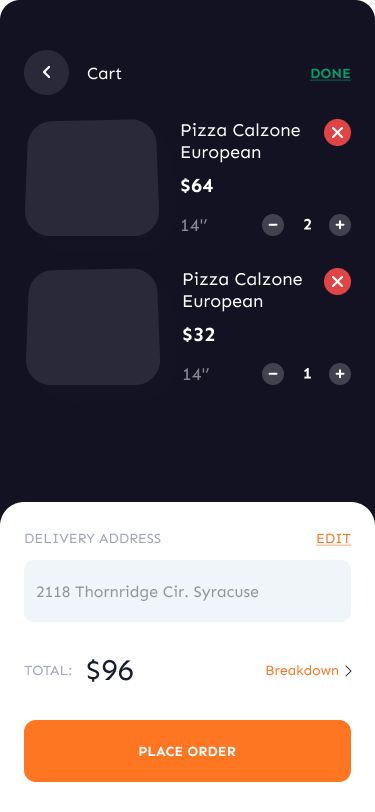 Cart
DONE
Pizza Calzone
European
$64
14''
2
Pizza Calzone
European
$32
14''
1
DELIVERY ADDRESS
EDIT
2118 Thornridge Cir. Syracuse
TOTAL: $96
Breakdown
PLACE ORDER